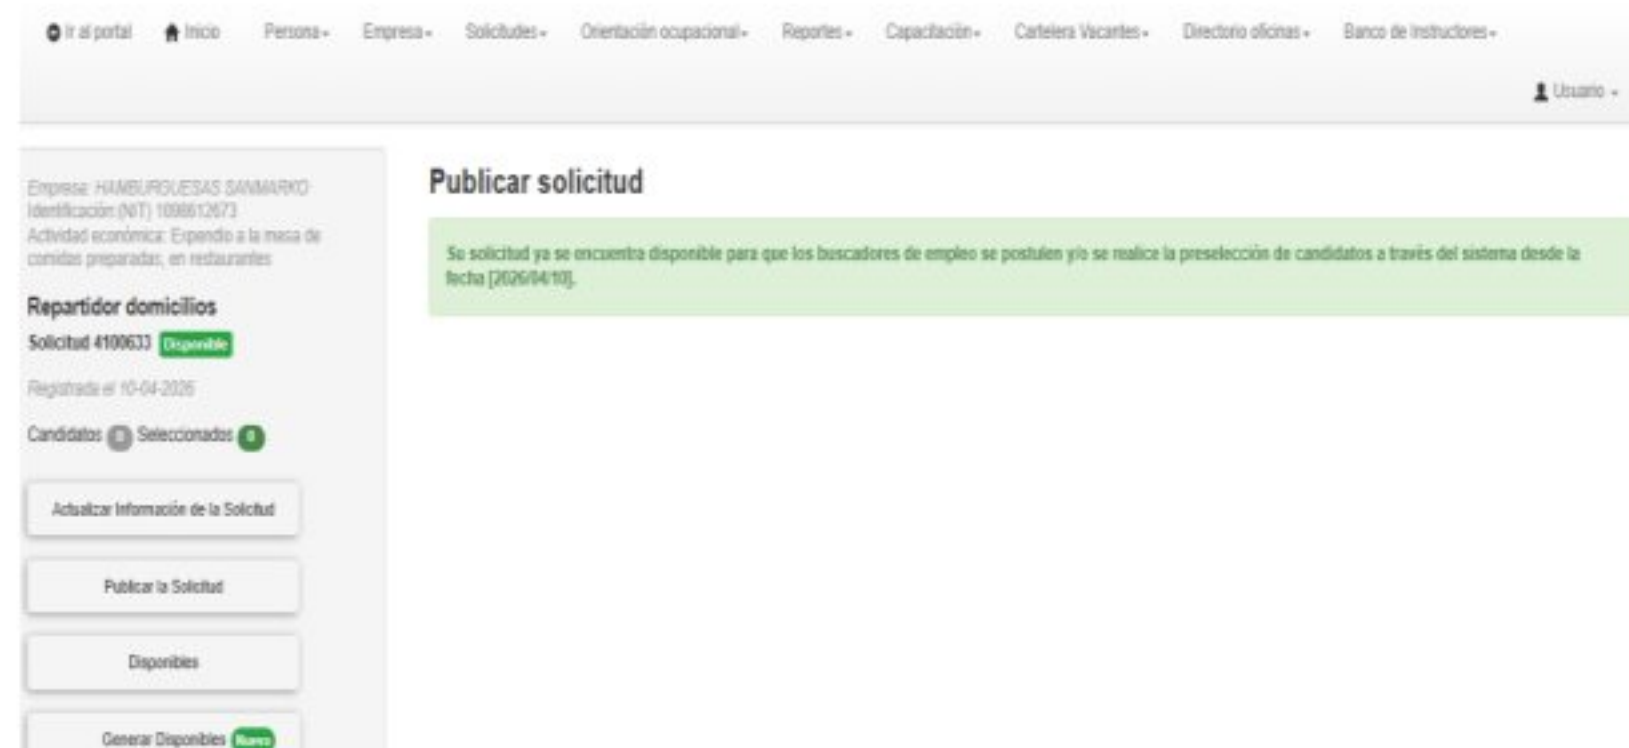 Ir al portal Inicio Persona Empresa Solicitudes Orientación ocupacional Reportes Capacitación Cartelera Vacantes Directorio oficinas Banco de Instructores
Usuario
Empresa: HAMBURGUESAS SANMARKO
Identificación (NIT) 1098612673
Actividad económica: Expendio a la mesa de
comidas preparadas, en restaurantes
Repartidor domicilios
Solicitud 4100633 Disponible
Registrada el 10-04-2026
Candidatos 0 Seleccionados 0
Actualizar Información de la Solicitud
Publicar la Solicitud
Disponibles
Generar Disponibles Nuevo
Publicar solicitud
Su solicitud ya se encuentra disponible para que los buscadores de empleo se postulen y/o se realice la preselección de candidatos a través del sistema desde la
fecha [2026/04/10].